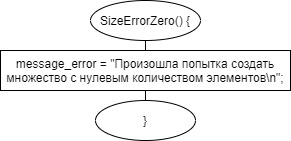 SizeErrorZero() {
message_error = "Произошла попытка создать
множество с нулевым количеством элементов\n";
}